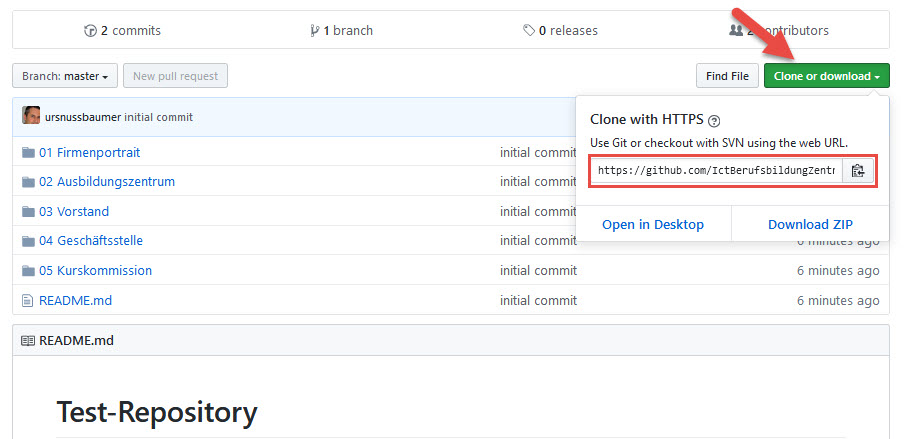 2 commits
1 branch
0 releases
2 contributors
Branch: master
New pull request
Find File
Clone or download
ursnussbaumer initial commit
Clone with HTTPS
Use Git or checkout with SVN using the web URL.
https://github.com/IctBerufsbildungZentr
Open in Desktop
Download ZIP
01 Firmenportrait
initial commit
02 Ausbildungszentrum
initial commit
03 Vorstand
initial commit
04 Geschäftsstelle
initial commit
6 minutes ago
05 Kurskommission
initial commit
6 minutes ago
README.md
initial commit
6 minutes ago
README.md
Test-Repository